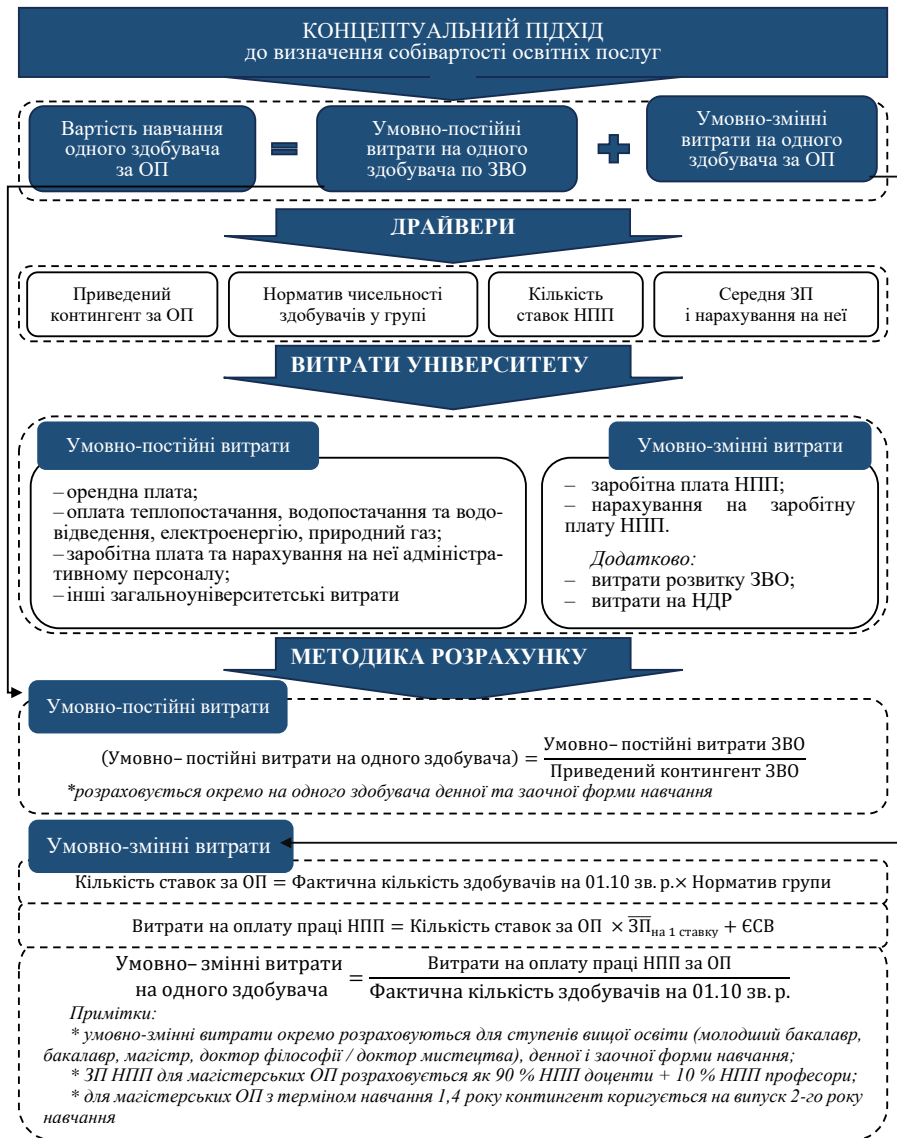 КОНЦЕПТУАЛЬНИЙ ПІДХІД
до визначення собівартості освітніх послуг
Вартість навчання
одного здобувача
за ОП
=
Умовно-постійні
витрати на одного
здобувача по ЗВО
+
Умовно-змінні
витрати на одного
здобувача за ОП
ДРАЙВЕРИ
Приведений
контингент за ОП
Норматив чисельності
здобувачів у групі
Кількість
ставок НПП
Середня ЗП
і нарахування на неї
ВИТРАТИ УНІВЕРСИТЕТУ
Умовно-постійні витрати
– орендна плата;
– оплата теплопостачання, водопостачання та водо-
відведення, електроенергію, природний газ;
– заробітна плата та нарахування на неї адміністра-
тивному персоналу;
– інші загальноуніверситетські витрати
Умовно-змінні витрати
– заробітна плата НПП;
– нарахування на заробітну
плату НПП.
Додатково:
– витрати розвитку ЗВО;
– витрати на НДР
МЕТОДИКА РОЗРАХУНКУ
Умовно-постійні витрати
(Умовно– постійні витрати на одного здобувача) = Умовно– постійні витрати ЗВО / Приведений контингент ЗВО
*розраховується окремо на одного здобувача денної та заочної форми навчання
Умовно-змінні витрати
Кількість ставок за ОП = Фактична кількість здобувачів на 01.10 зв. р.× Норматив групи
Витрати на оплату праці НПП = Кількість ставок за ОП × ЗП на 1 ставку + ЄСВ
Умовно– змінні витрати
на одного здобувача = Витрати на оплату праці НПП за ОП / Фактична кількість здобувачів на 01.10 зв. р.
Примітки:
* умовно-змінні витрати окремо розраховуються для ступенів вищої освіти (молодший бакалавр,
бакалавр, магістр, доктор філософії / доктор мистецтва), денної і заочної форми навчання;
* ЗП НПП для магістерських ОП розраховується як 90 % НПП доценти + 10 % НПП професори;
* для магістерських ОП з терміном навчання 1,4 року контингент коригується на випуск 2-го року
навчання